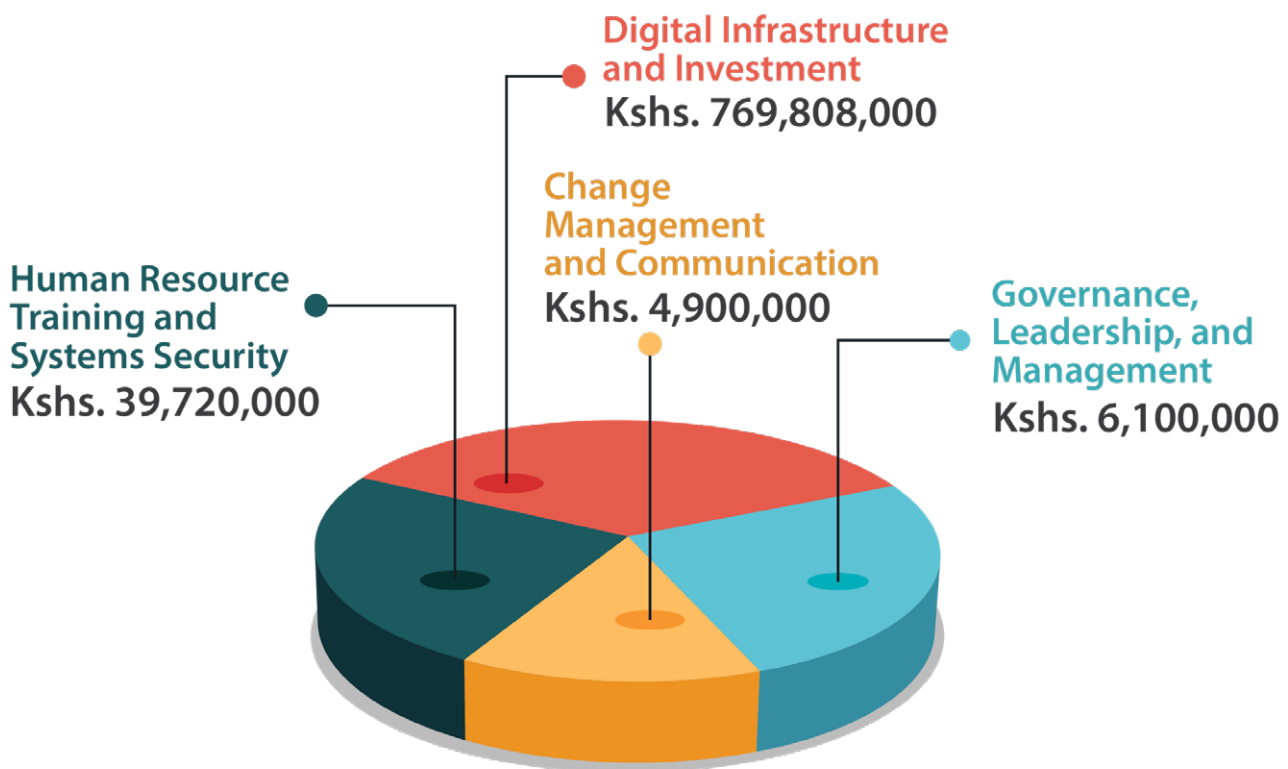 Digital Infrastructure
and Investment
Kshs. 769,808,000
Change
Management
and Communication
Kshs. 4,900,000
Human Resource
Training and
Systems Security
Kshs. 39,720,000
Governance,
Leadership, and
Management
Kshs. 6,100,000